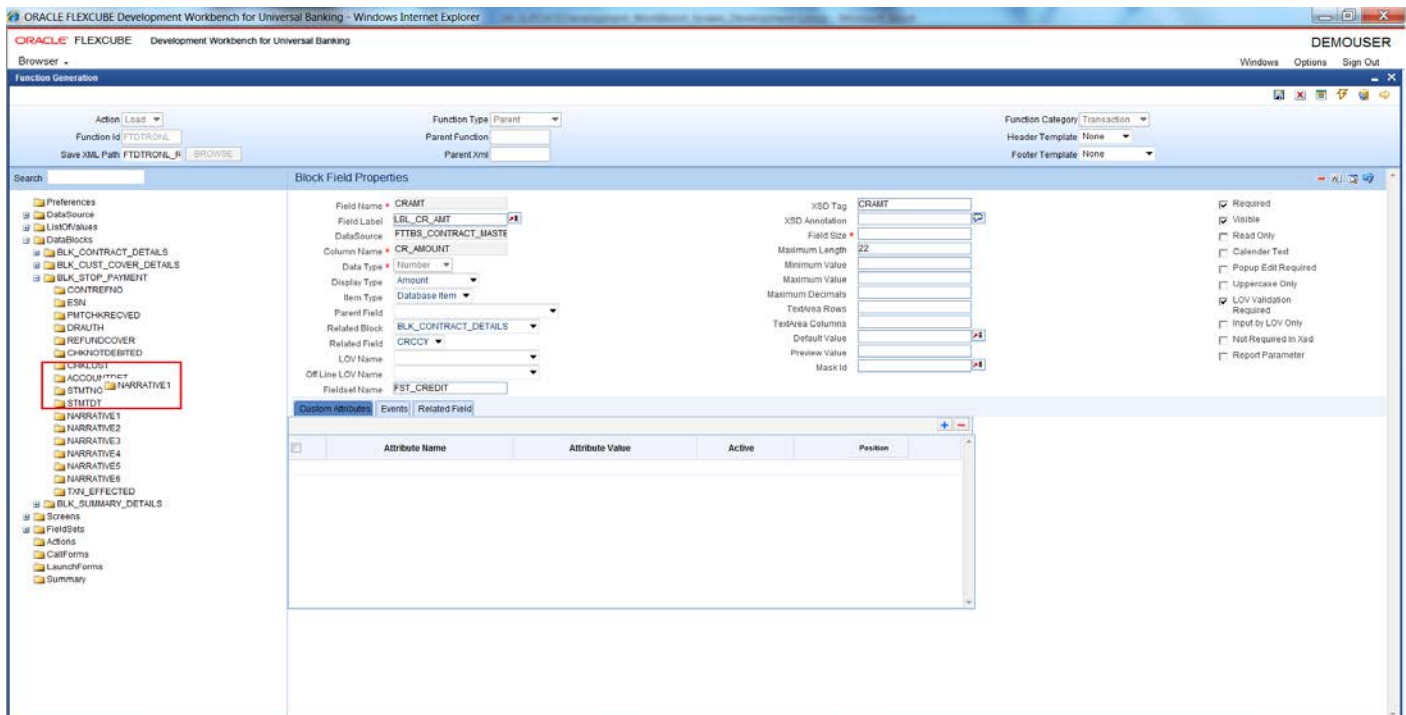 ORACLE FLEXCUBE Development Workbench for Universal Banking - Windows Internet Explorer
ORACLE FLEXCUBE Development Workbench for Universal Banking
DEMOUSER
Browser
Windows Options Sign Out
Function Generation
Action Load
Function Type Parent
Function Category Transaction
Function Id FTDTRONL
Parent Function
Header Template None
Save XML Path FTDTRONL_R BROWSE
Parent Xml
Footer Template None
Search
Block Field Properties
Preferences
DataSource
ListOfValues
DataBlocks
BLK_CONTRACT_DETAILS
BLK_CUST_COVER_DETAILS
BLK_STOP_PAYMENT
CONTREFNO
ESN
PMTCHKRECVED
DRAUTH
REFUNDCOVER
CHKNOTDEBITED
CHKLOST
ACCOUNTDET
NARRATIVE1
STMTNO
STMTDT
NARRATIVE1
NARRATIVE2
NARRATIVE3
NARRATIVE4
NARRATIVE5
NARRATIVE6
TXN_EFFECTED
BLK_SUMMARY_DETAILS
Screens
FieldSets
Actions
CallForms
LaunchForms
Summary
Field Name * CRAMT
Field Label LBL_CR_AMT
DataSource FTTBS_CONTRACT_MASTE
Column Name * CR_AMOUNT
Data Type * Number
Display Type Amount
Item Type Database Item
Parent Field
Related Block BLK_CONTRACT_DETAILS
Related Field CRCCY
LOV Name
Off Line LOV Name
Fieldset Name FST_CREDIT
XSD Tag CRAMT
XSD Annotation
Field Size *
Maximum Length 22
Minimum Value
Maximum Value
Maximum Decimals
TextArea Rows
TextArea Columns
Default Value
Preview Value
Mask Id
Required
Visible
Read Only
Calender Text
Popup Edit Required
Uppercase Only
LOV Validation
Required
Input by LOV Only
Not Required In Xsd
Report Parameter
Custom Attributes Events Related Field
Attribute Name Attribute Value Active Position